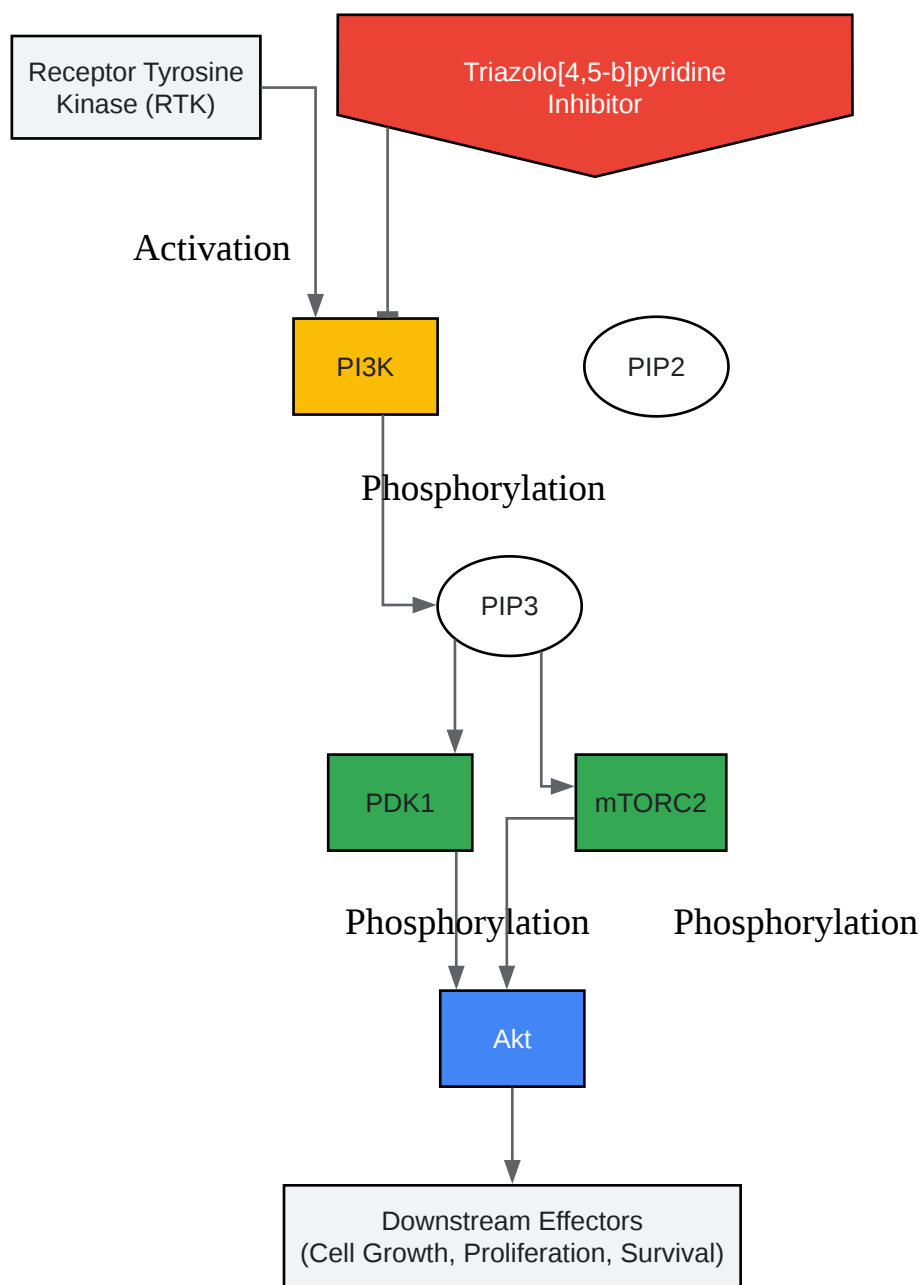 Receptor Tyrosine
Kinase (RTK)
Triazolo[4,5-b]pyridine
Inhibitor
Activation
PI3K
PIP2
Phosphorylation
PIP3
PDK1
mTORC2
Phosphorylation
Phosphorylation
Akt
Downstream Effectors
(Cell Growth, Proliferation, Survival)